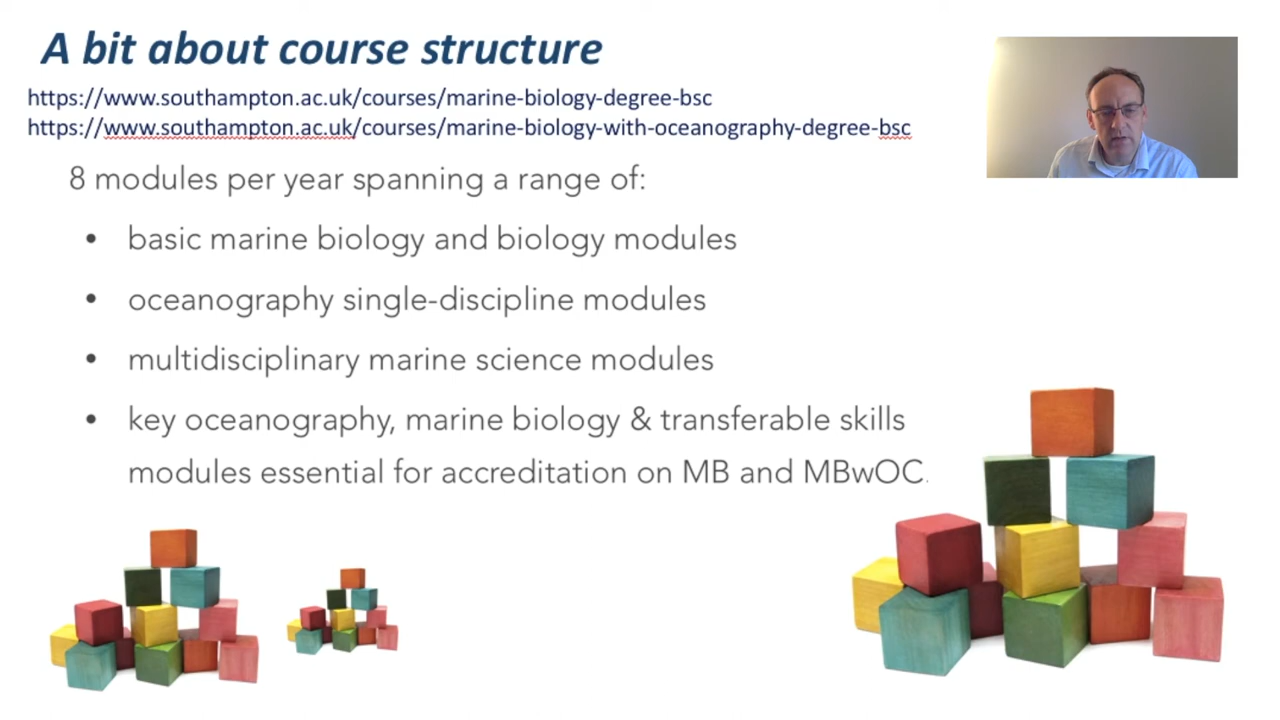 A bit about course structure
https://www.southampton.ac.uk/courses/marine-biology-degree-bsc
https://www.southampton.ac.uk/courses/marine-biology-with-oceanography-degree-bsc
8 modules per year spanning a range of:
• basic marine biology and biology modules
• oceanography single-discipline modules
• multidisciplinary marine science modules
• key oceanography, marine biology & transferable skills
modules essential for accreditation on MB and MBwOC.